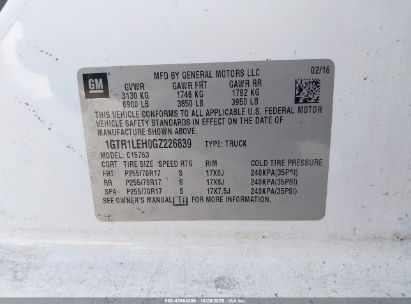 GM
GVWR GAWR FRT GAWR RR
3130 KG 1746 KG 1792 KG
6900 LB 3850 LB 3950 LB
MFD BY GENERAL MOTORS LLC
02/16
THIS VEHICLE CONFORMS TO ALL APPLICABLE U.S. FEDERAL MOTOR
VEHICLE SAFETY STANDARDS IN EFFECT ON THE DATE OF
MANUFACTURE SHOWN ABOVE.
1GTR1LEH0GZ226839 TYPE: TRUCK
MODEL: C15753
CGRT TIRE SIZE SPEED RTG RIM COLD TIRE PRESSURE
FRT P255/70R17 S 17X8J 240KPA(35PSI)
RR P255/70R17 S 17X8J 240KPA(35PSI)
SPA P255/70R17 S 17X7.5J 240KPA(35PSI)
SEE OWNER'S MANUAL FOR MORE INFORMATION.